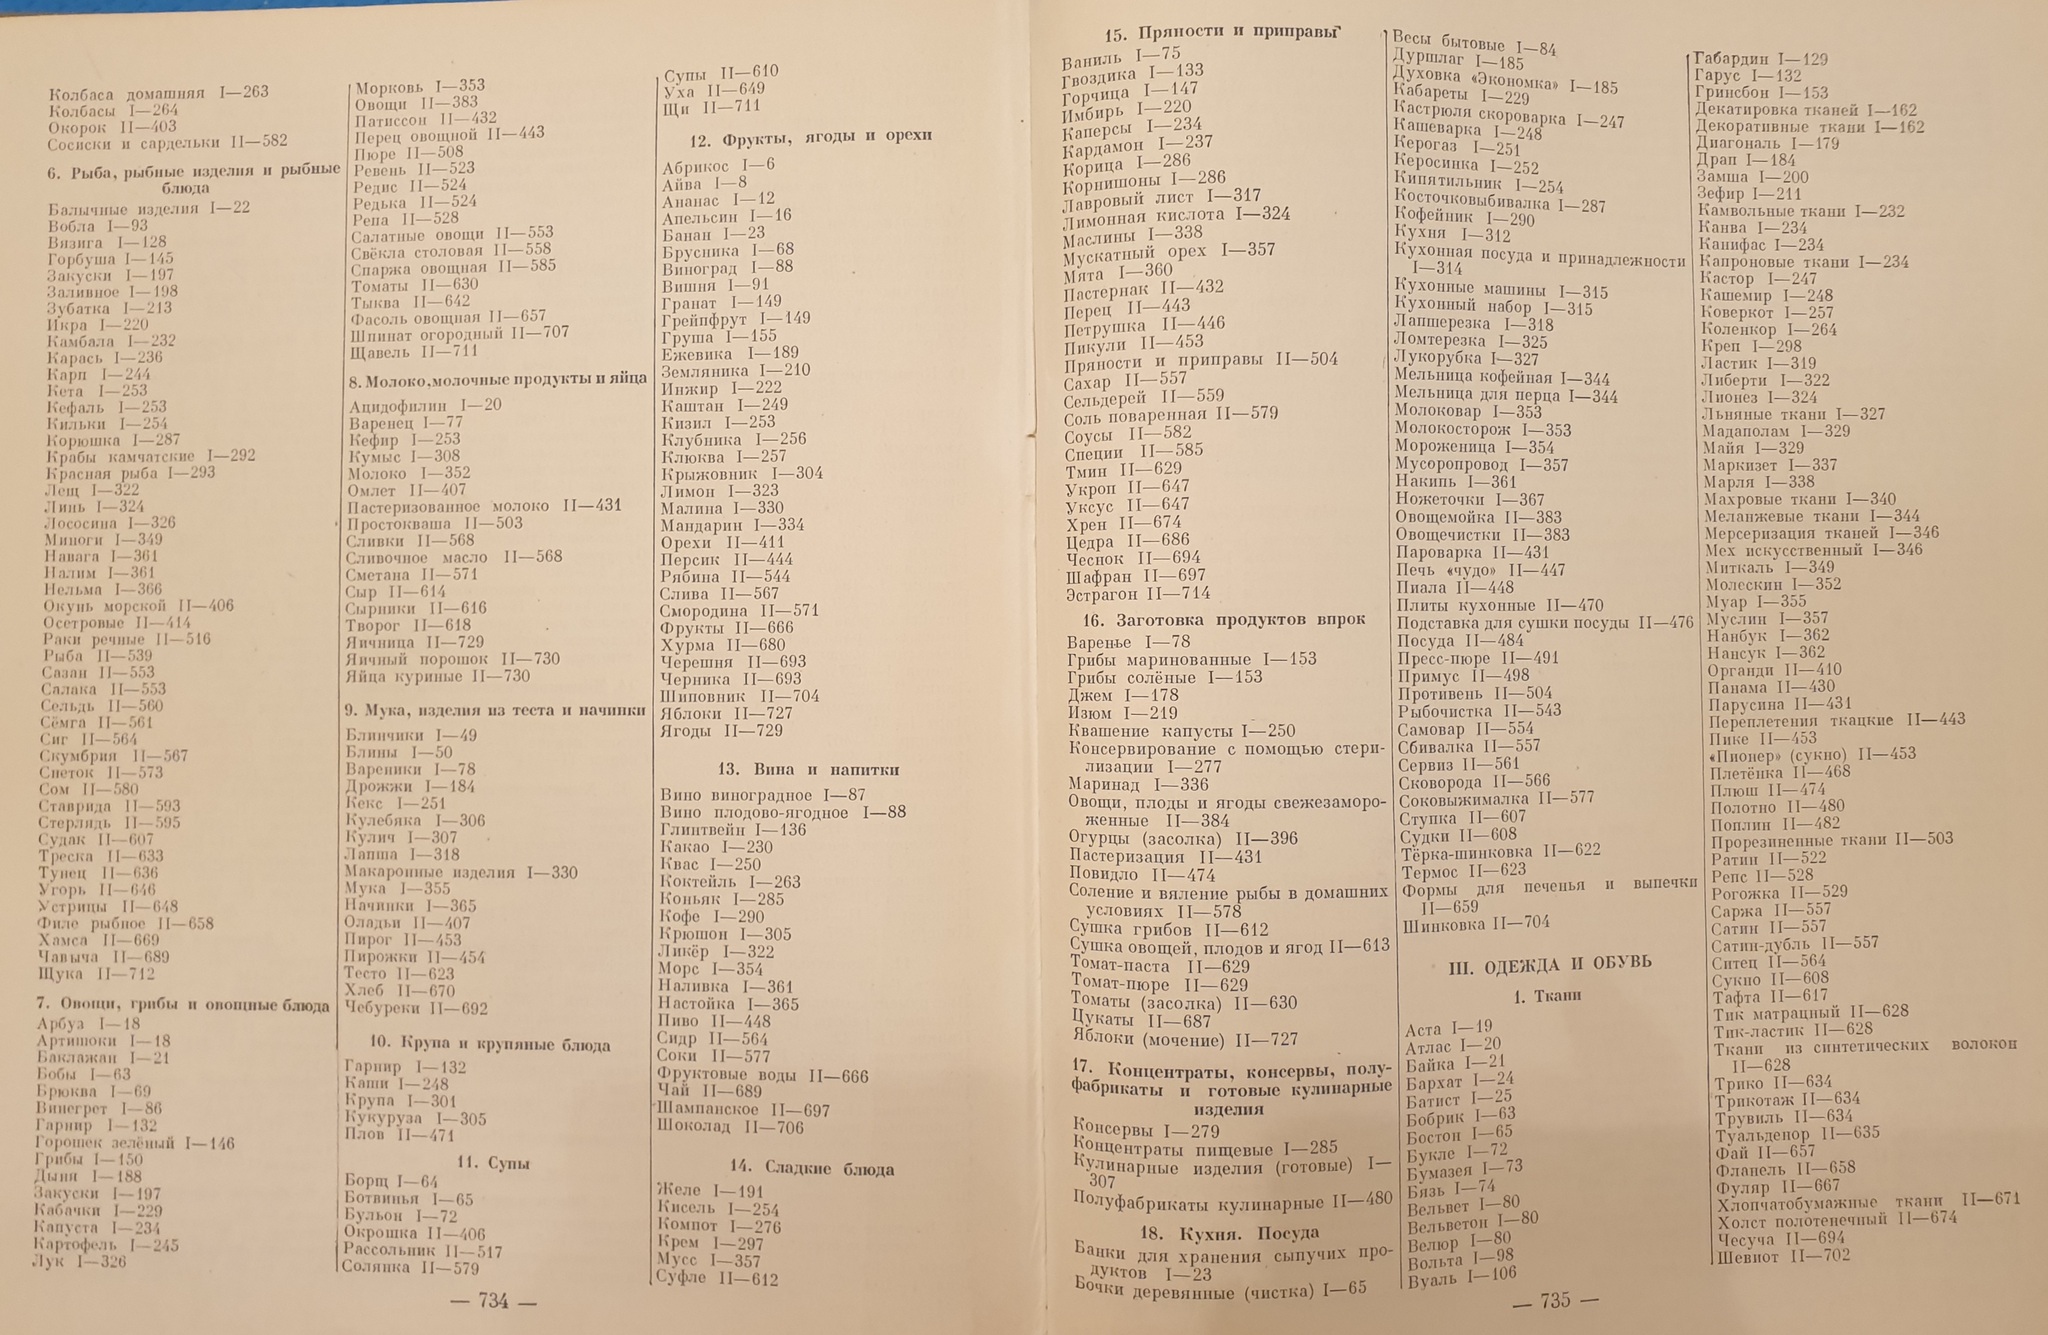 Колбаса домашняя I—263
Колбасы I—264
Окорок II—403
Сосиски и сардельки II—582
6. Рыба, рыбные изделия и рыбные
блюда
Балычные изделия I—22
Вобла I—93
Вязига I—128
Горбуша I—145
Закуски I—197
Заливное I—198
Зубатка I—213
Икра I—220
Камбала I—232
Карась I—236
Карп I—244
Кета I—253
Кефаль I—253
Кильки I—254
Корюшка I—287
Крабы камчатские I—292
Красная рыба I—293
Лещ I—322
Линь I—324
Лососина I—326
Миноги I—349
Навага I—361
Налим I—361
Нельма I—366
Окунь морской II—406
Осетровые II—414
Раки речные II—516
Рыба II—539
Сазан II—553
Салака II—553
Сельдь II—560
Сёмга II—561
Сиг II—564
Скумбрия II—567
Снеток II—573
Сом II—580
Ставрида II—593
Стерлядь II—595
Судак II—607
Треска II—633
Тунец II—636
Угорь II—646
Устрицы II—648
Филе рыбное II—658
Хамса II—669
Чавыча II—689
Щука II—712
7. Овощи, грибы и овощные блюда
Арбуз I—18
Артишоки I—18
Баклажан I—21
Бобы I—63
Брюква I—69
Винегрет I—86
Гарнир I—132
Горошек зелёный I—146
Грибы I—150
Дыня I—188
Закуски I—197
Кабачки I—229
Капуста I—234
Картофель I—245
Лук I—326
Морковь I—353
Овощи II—383
Патиссон II—432
Перец овощной II—443
Пюре II—508
Ревень II—523
Редис II—524
Редька II—524
Репа II—528
Салатные овощи II—553
Свёкла столовая II—558
Спаржа овощная II—585
Томаты II—630
Тыква II—642
Фасоль овощная II—657
Шпинат огородный II—707
Щавель II—711
8. Молоко, молочные продукты и яйца
Ацидофилин I—20
Варенец I—77
Кефир I—253
Кумыс I—308
Молоко I—352
Омлет II—407
Пастеризованное молоко II—431
Простокваша II—503
Сливки II—568
Сливочное масло II—568
Сметана II—571
Сыр II—614
Сырники II—616
Творог II—618
Яичница II—729
Яичный порошок II—730
Яйца куриные II—730
9. Мука, изделия из теста и начинки
Блинчики I—49
Блины I—50
Вареники I—78
Дрожжи I—184
Кекс I—251
Кулебяка I—306
Кулич I—307
Лапша I—318
Макаронные изделия I—330
Мука I—355
Начинки I—365
Оладьи II—407
Пирог II—453
Пирожки II—454
Тесто II—623
Хлеб II—670
Чебуреки II—692
10. Крупа и крупяные блюда
Гарнир I—132
Каши I—248
Крупа I—301
Кукуруза I—305
Плов II—471
11. Супы
Борщ I—64
Ботвинья I—65
Бульон I—72
Окрошка II—406
Рассольник II—517
Солянка II—579
Супы II—610
Уха II—649
Щи II—711
12. Фрукты, ягоды и орехи
Абрикос I—6
Айва I—8
Ананас I—12
Апельсин I—16
Банан I—23
Брусника I—68
Виноград I—88
Вишня I—91
Гранат I—149
Грейпфрут I—149
Груша I—155
Ежевика I—189
Земляника I—210
Инжир I—222
Каштан I—249
Кизил I—253
Клубника I—256
Клюква I—257
Крыжовник I—304
Лимон I—323
Малина I—330
Мандарин I—334
Орехи II—411
Персик II—444
Рябина II—544
Слива II—567
Смородина II—571
Фрукты II—666
Хурма II—680
Черешня II—693
Черника II—693
Шиповник II—704
Яблоки II—727
Ягоды II—729
13. Вина и напитки
Вино виноградное I—87
Вино плодово-ягодное I—88
Глинтвейн I—136
Какао I—230
Квас I—250
Коктейль I—263
Коньяк I—285
Кофе I—290
Крюшон I—305
Ликёр I—322
Морс I—354
Наливка I—361
Настойка I—365
Пиво II—448
Сидр II—564
Соки II—577
Фруктовые воды II—666
Чай II—689
Шампанское II—697
Шоколад II—706
14. Сладкие блюда
Желе I—191
Кисель I—254
Компот I—276
Крем I—297
Мусс I—357
Суфле II—612
— 734 —
15. Пряности и приправы
Ваниль I—75
Гвоздика I—133
Горчица I—147
Имбирь I—220
Каперсы I—234
Кардамон I—237
Корица I—286
Корнишоны I—286
Лавровый лист I—317
Лимонная кислота I—324
Маслины I—338
Мускатный орех I—357
Мята I—360
Пастернак II—432
Перец II—443
Петрушка II—446
Пикули II—453
Пряности и приправы II—504
Сахар II—557
Сельдерей II—559
Соль поваренная II—579
Соусы II—582
Специи II—585
Тмин II—629
Укроп II—647
Уксус II—647
Хрен II—674
Цедра II—686
Чеснок II—694
Шафран II—697
Эстрагон II—714
16. Заготовка продуктов впрок
Варенье I—78
Грибы маринованные I—153
Грибы солёные I—153
Джем I—178
Изюм I—219
Квашение капусты I—250
Консервирование с помощью стери-
лизации I—277
Маринад I—336
Овощи, плоды и ягоды свежезаморо-
женные II—384
Огурцы (засолка) II—396
Пастеризация II—431
Повидло II—474
Соление и вяление рыбы в домашних
условиях II—578
Сушка грибов II—612
Сушка овощей, плодов и ягод II—613
Томат-паста II—629
Томат-пюре II—629
Томаты (засолка) II—630
Цукаты II—687
Яблоки (мочение) II—727
17. Концентраты, консервы, полу-
фабрикаты и готовые кулинарные
изделия
Консервы I—279
Концентраты пищевые I—285
Кулинарные изделия (готовые) I—
307
Полуфабрикаты кулинарные II—480
18. Кухня. Посуда
Банки для хранения сыпучих про-
дуктов I—23
Бочки деревянные (чистка) I—65
Весы бытовые I—84
Дуршлаг I—185
Духовка «Экономка» I—185
Кабареты I—229
Кастрюля скороварка I—247
Кашеварка I—248
Керогаз I—251
Керосинка I—252
Кипятильник I—254
Косточковыбивалка I—287
Кофейник I—290
Кухня I—312
Кухонная посуда и принадлежности
I—314
Кухонные машины I—315
Кухонный набор I—315
Лапшерезка I—318
Ломтерезка I—325
Лукорубка I—327
Мельница кофейная I—344
Мельница для перца I—344
Молоковар I—353
Молокосторож I—353
Мороженица I—354
Мусоропровод I—357
Накипь I—361
Ножеточки I—367
Овощемойка II—383
Овощечистки II—383
Пароварка II—431
Печь «чудо» II—447
Пиала II—448
Плиты кухонные II—470
Подставка для сушки посуды II—476
Посуда II—484
Пресс-пюре II—491
Примус II—498
Противень II—504
Рыбочистка II—543
Самовар II—554
Сбивалка II—557
Сервиз II—561
Сковорода II—566
Соковыжималка II—577
Ступка II—607
Судки II—608
Тёрка-шинковка II—622
Термос II—623
Формы для печенья и выпечки
II—659
Шинковка II—704
III. ОДЕЖДА И ОБУВЬ
1. Ткани
Аста I—19
Атлас I—20
Байка I—21
Бархат I—24
Батист I—25
Бобрик I—63
Бостон I—65
Букле I—72
Бумазея I—73
Бязь I—74
Вельвет I—80
Вельветон I—80
Велюр I—80
Вольта I—98
Вуаль I—106
Габардин I—129
Гарус I—132
Гринсбон I—153
Декатировка тканей I—162
Декоративные ткани I—162
Диагональ I—179
Драп I—184
Замша I—200
Зефир I—211
Камвольные ткани I—232
Канва I—234
Канифас I—234
Капроновые ткани I—234
Кастор I—247
Кашемир I—248
Коверкот I—257
Коленкор I—264
Креп I—298
Ластик I—319
Либерти I—322
Лионез I—324
Льняные ткани I—327
Мадаполам I—329
Майя I—329
Маркизет I—337
Марля I—338
Махровые ткани I—340
Меланжевые ткани I—344
Мерсеризация тканей I—346
Мех искусственный I—346
Миткаль I—349
Молескин I—352
Муар I—355
Муслин I—357
Нанбук I—362
Нансук I—362
Органди II—410
Панама II—430
Парусина II—431
Переплетения ткацкие II—443
Пике II—453
«Пионер» (сукно) II—453
Плетёнка II—468
Плюш II—474
Полотно II—480
Поплин II—482
Прорезиненные ткани II—503
Ратин II—522
Репс II—528
Рогожка II—529
Саржа II—557
Сатин II—557
Сатин-дубль II—557
Ситец II—564
Сукно II—608
Тафта II—617
Тик матрацный II—628
Тик-ластик II—628
Ткани из синтетических волокон
II—628
Трико II—634
Трикотаж II—634
Трувиль II—634
Туальденор II—635
Фай II—657
Фланель II—658
Фуляр II—667
Хлопчатобумажные ткани II—671
Холст полотенечный II—674
Чесуча II—694
Шевиот II—702
— 735 —